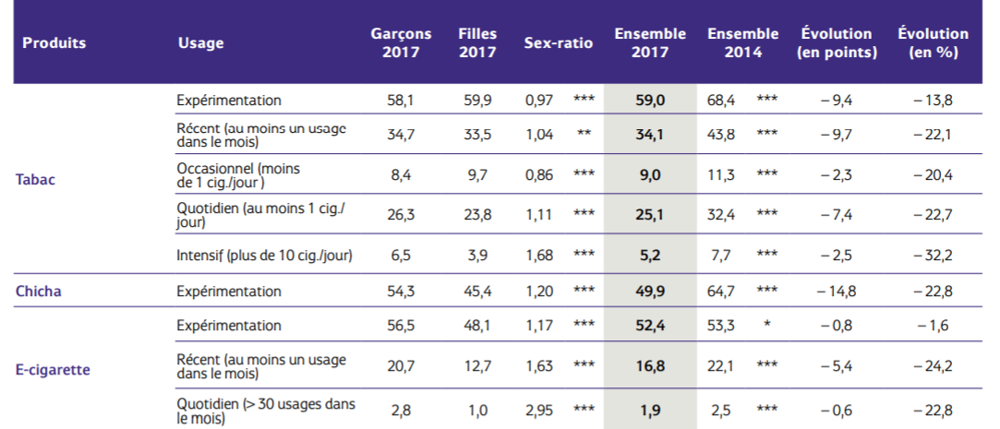 Produits Usage Garçons 2017 Filles 2017 Sex-ratio Ensemble 2017 Ensemble 2014 Évolution (en points) Évolution (en %)
Tabac
Expérimentation 58,1 59,9 0,97 *** 59,0 68,4 *** – 9,4 – 13,8
Récent (au moins un usage
dans le mois) 34,7 33,5 1,04 ** 34,1 43,8 *** – 9,7 – 22,1
Occasionnel (moins
de 1 cig./jour ) 8,4 9,7 0,86 *** 9,0 11,3 *** – 2,3 – 20,4
Quotidien (au moins 1 cig./
jour) 26,3 23,8 1,11 *** 25,1 32,4 *** – 7,4 – 22,7
Intensif (plus de 10 cig./jour) 6,5 3,9 1,68 *** 5,2 7,7 *** – 2,5 – 32,2
Chicha Expérimentation 54,3 45,4 1,20 *** 49,9 64,7 *** – 14,8 – 22,8
E-cigarette
Expérimentation 56,5 48,1 1,17 *** 52,4 53,3 * – 0,8 – 1,6
Récent (au moins un usage
dans le mois) 20,7 12,7 1,63 *** 16,8 22,1 *** – 5,4 – 24,2
Quotidien (> 30 usages dans
le mois) 2,8 1,0 2,95 *** 1,9 2,5 *** – 0,6 – 22,8